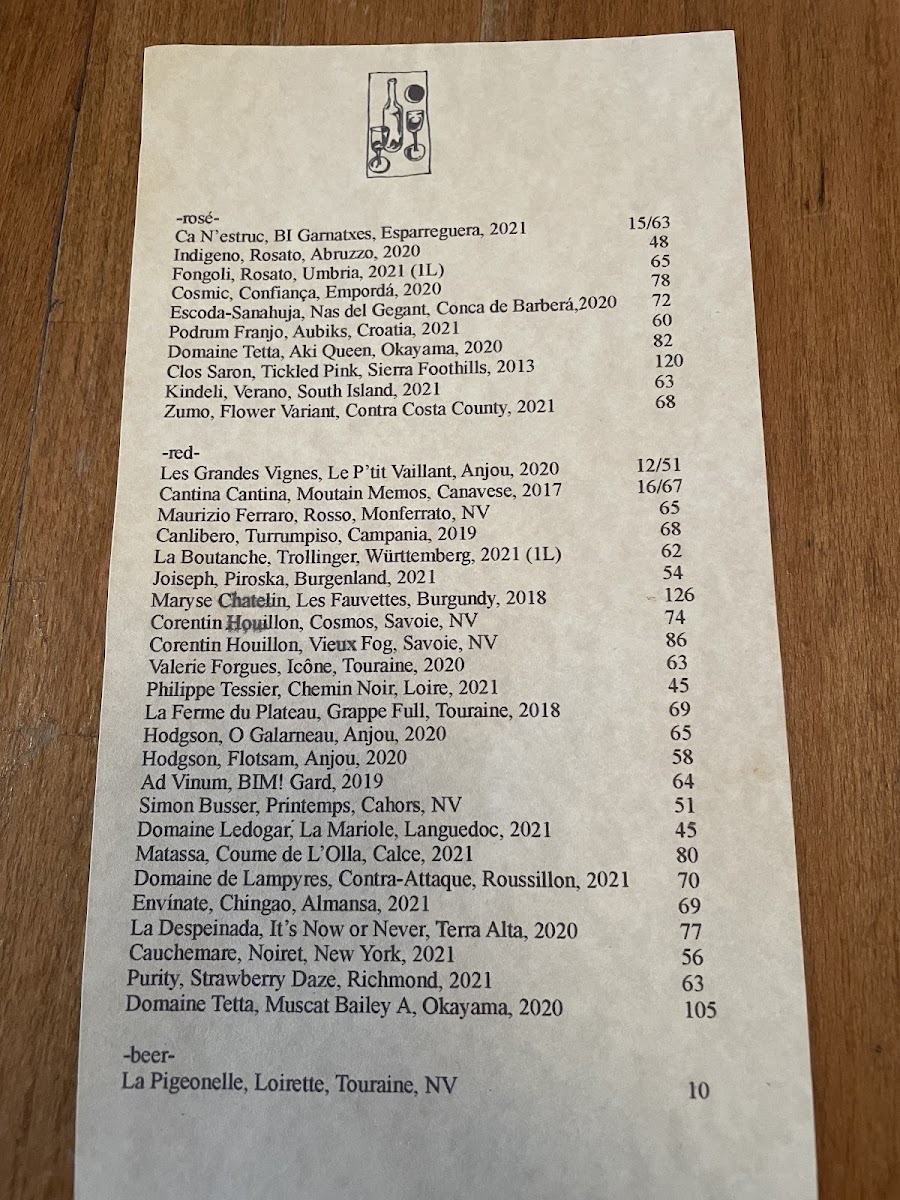 -rosé-
Ca N'estruc, BI Garnatxes, Esparreguera, 2021 15/63
Indigeno, Rosato, Abruzzo, 2020 48
Fongoli, Rosato, Umbria, 2021 (1L) 65
Cosmic, Confiança, Empordá, 2020 78
Escoda-Sanahuja, Nas del Gegant, Conca de Barberá,2020 72
Podrum Franjo, Aubiks, Croatia, 2021 60
Domaine Tetta, Aki Queen, Okayama, 2020 82
Clos Saron, Tickled Pink, Sierra Foothills, 2013 120
Kindeli, Verano, South Island, 2021 63
Zumo, Flower Variant, Contra Costa County, 2021 68
-red-
Les Grandes Vignes, Le P'tit Vaillant, Anjou, 2020 12/51
Cantina Cantina, Moutain Memos, Canavese, 2017 16/67
Maurizio Ferraro, Rosso, Monferrato, NV 65
Canlibero, Turrumpiso, Campania, 2019 68
La Boutanche, Trollinger, Württemberg, 2021 (1L) 62
Joiseph, Piroska, Burgenland, 2021 54
Maryse Chatelin, Les Fauvettes, Burgundy, 2018 126
Corentin Houillon, Cosmos, Savoie, NV 74
Corentin Houillon, Vieux Fog, Savoie, NV 86
Valerie Forgues, Icône, Touraine, 2020 63
Philippe Tessier, Chemin Noir, Loire, 2021 45
La Ferme du Plateau, Grappe Full, Touraine, 2018 69
Hodgson, O Galarneau, Anjou, 2020 65
Hodgson, Flotsam, Anjou, 2020 58
Ad Vinum, BIM! Gard, 2019 64
Simon Busser, Printemps, Cahors, NV 51
Domaine Ledogar, La Mariole, Languedoc, 2021 45
Matassa, Coume de L'Olla, Calce, 2021 80
Domaine de Lampyres, Contra-Attaque, Roussillon, 2021 70
Envínate, Chingao, Almansa, 2021 69
La Despeinada, It's Now or Never, Terra Alta, 2020 77
Cauchemare, Noiret, New York, 2021 56
Purity, Strawberry Daze, Richmond, 2021 63
Domaine Tetta, Muscat Bailey A, Okayama, 2020 105
-beer-
La Pigeonelle, Loirette, Touraine, NV 10